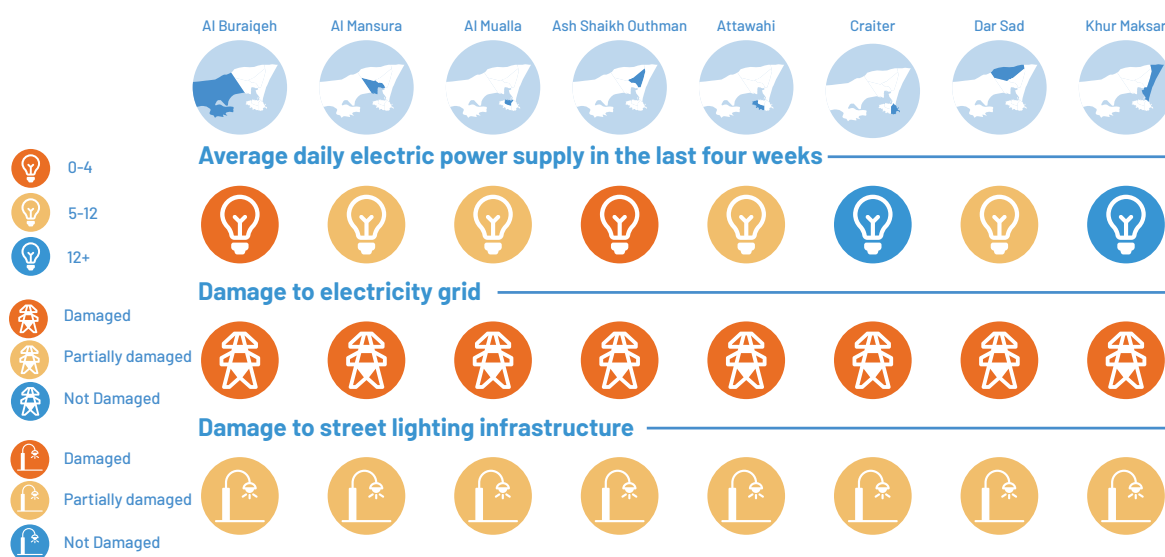 Al Buraiqeh Al Mansura Al Mualla Ash Shaikh Outhman Attawahi Craiter Dar Sad Khur Maksar
Average daily electric power supply in the last four weeks
0-4
5-12
12+
Damage to electricity grid
Damaged
Partially damaged
Not Damaged
Damage to street lighting infrastructure
Damaged
Partially damaged
Not Damaged